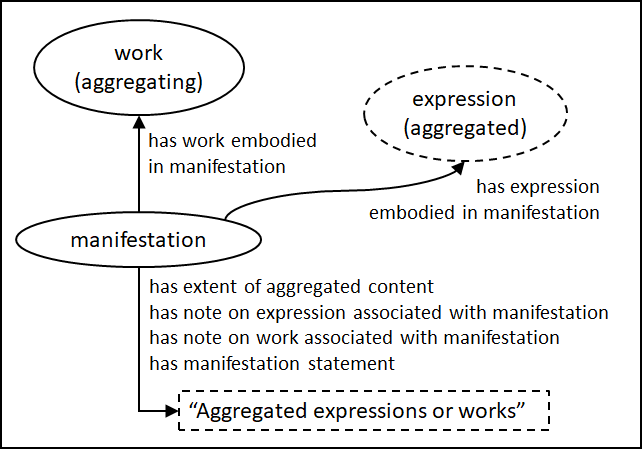 work
(aggregating)
expression
(aggregated)
has work embodied
in manifestation
has expression
embodied in manifestation
manifestation
has extent of aggregated content
has note on expression associated with manifestation
has note on work associated with manifestation
has manifestation statement
“Aggregated expressions or works”